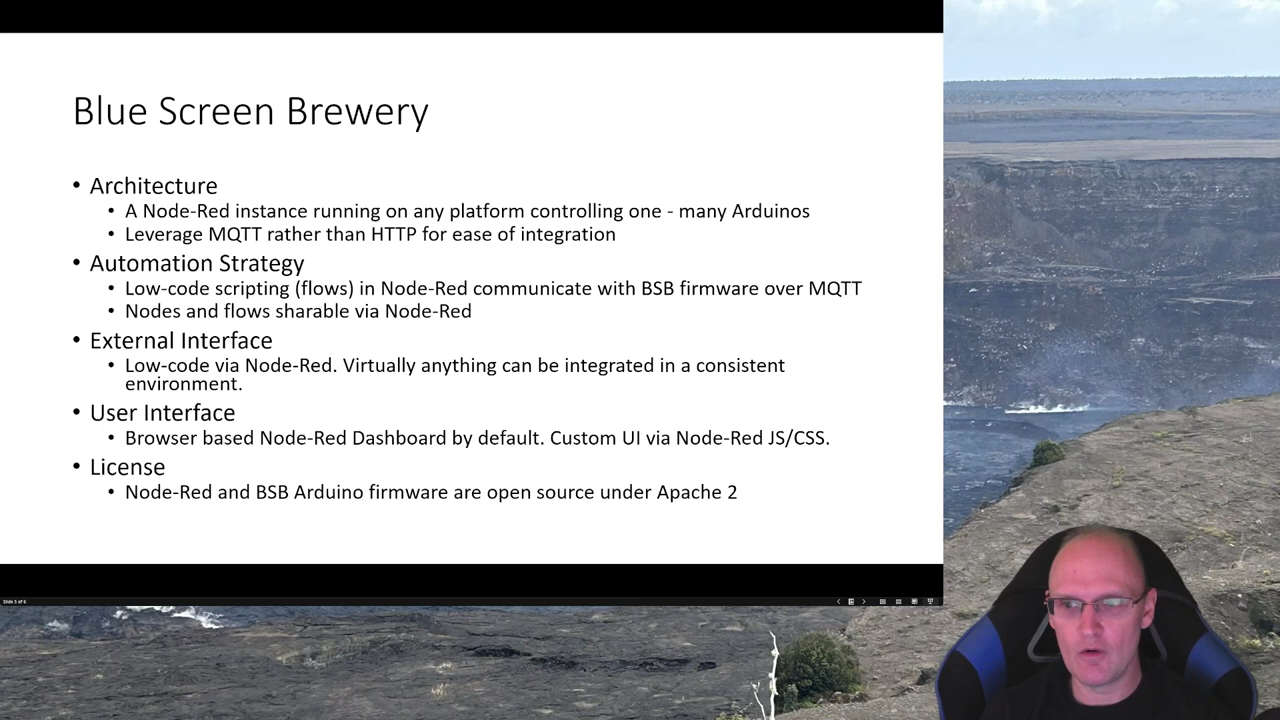 Blue Screen Brewery
• Architecture
• A Node-Red instance running on any platform controlling one - many Arduinos
• Leverage MQTT rather than HTTP for ease of integration
• Automation Strategy
• Low-code scripting (flows) in Node-Red communicate with BSB firmware over MQTT
• Nodes and flows sharable via Node-Red
• External Interface
• Low-code via Node-Red. Virtually anything can be integrated in a consistent
environment.
• User Interface
• Browser based Node-Red Dashboard by default. Custom UI via Node-Red JS/CSS.
• License
• Node-Red and BSB Arduino firmware are open source under Apache 2
Slide 5 of 6